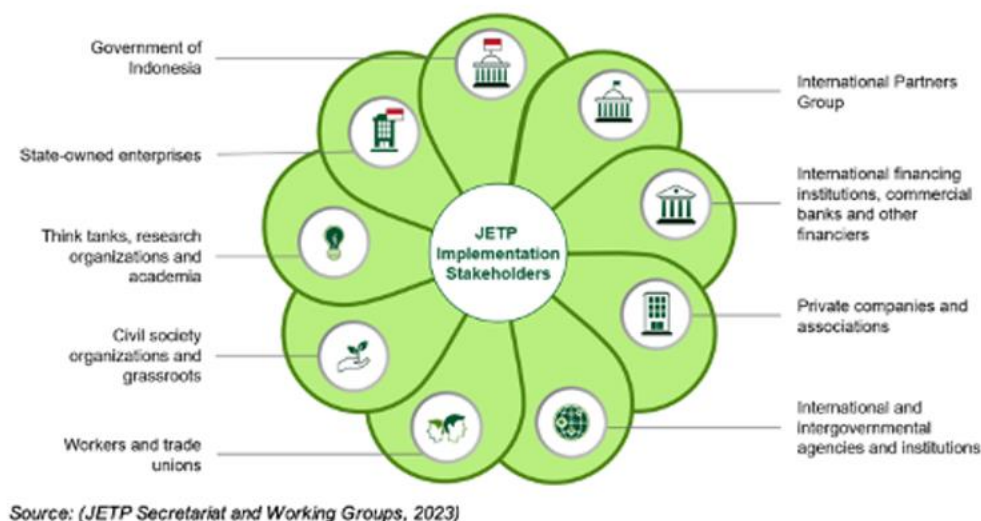 Government of
Indonesia
State-owned enterprises
Think tanks, research
organizations and
academia
Civil society
organizations and
grassroots
Workers and trade
unions
JETP
Implementation
Stakeholders
International Partners
Group
International financing
institutions, commercial
banks and other
financiers
Private companies and
associations
International and
intergovernmental
agencies and institutions
Source: (JETP Secretariat and Working Groups, 2023)